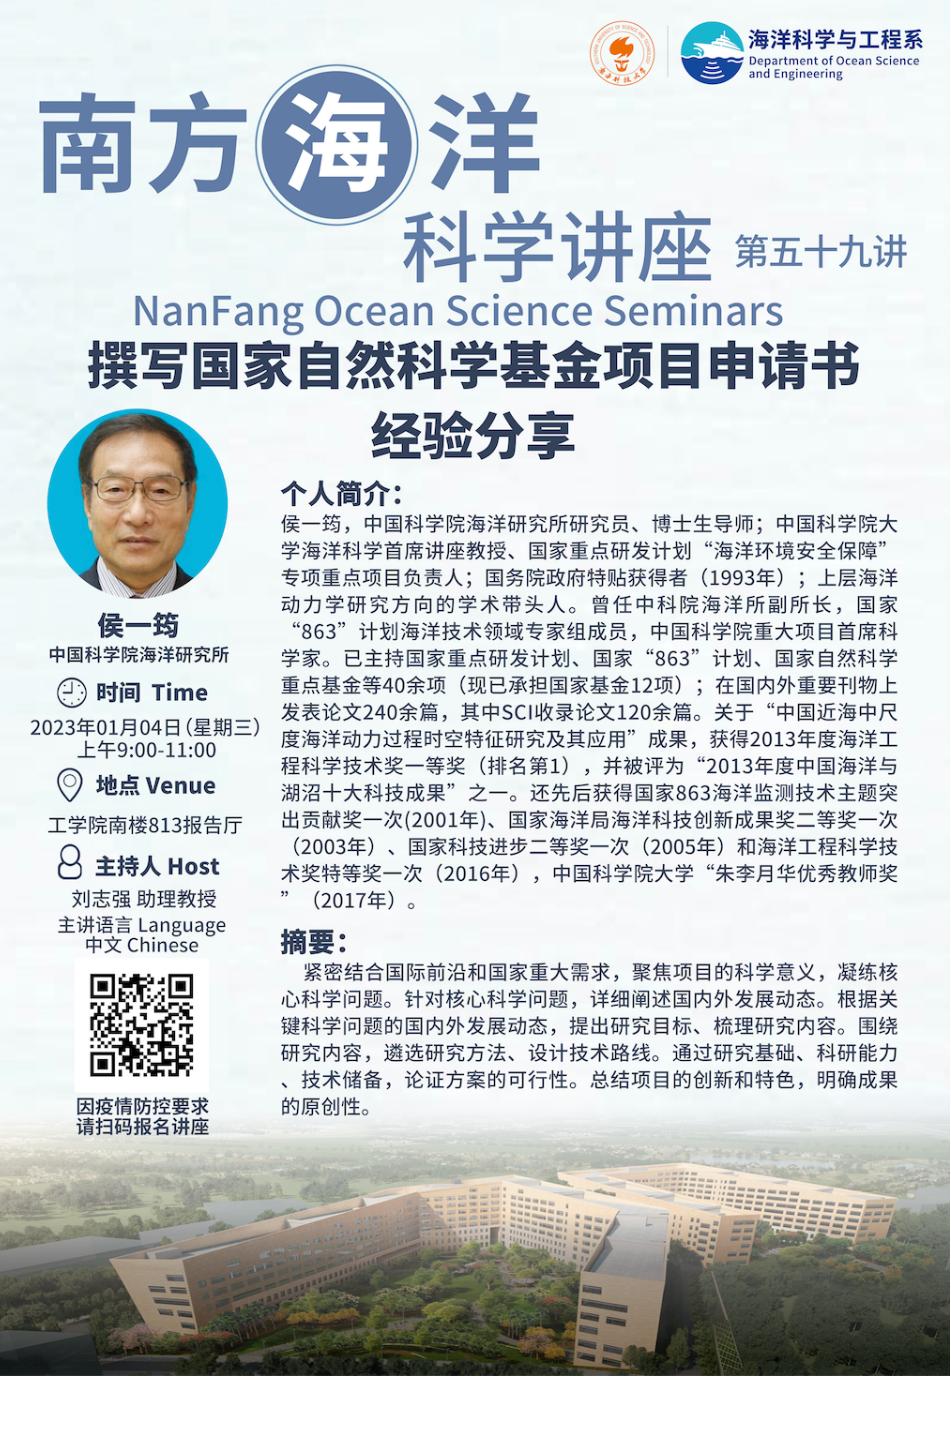 海洋科学与工程系
Department of Ocean Science
and Engineering
南方海洋
科学讲座 第五十九讲
NanFang Ocean Science Seminars
撰写国家自然科学基金项目申请书
经验分享
侯一筠
中国科学院海洋研究所
时间 Time
2023年01月04日(星期三)
上午9:00-11:00
地点 Venue
工学院南楼813报告厅
主持人 Host
刘志强 助理教授
主讲语言 Language
中文 Chinese
因疫情防控要求
请扫码报名讲座
个人简介：
侯一筠，中国科学院海洋研究所研究员、博士生导师；中国科学院大
学海洋科学首席讲座教授、国家重点研发计划“海洋环境安全保障”
专项重点项目负责人；国务院政府特贴获得者（1993年）；上层海洋
动力学研究方向的学术带头人。曾任中科院海洋所副所长，国家
“863”计划海洋技术领域专家组成员，中国科学院重大项目首席科
学家。已主持国家重点研发计划、国家“863”计划、国家自然科学
重点基金等40余项（现已承担国家基金12项）；在国内外重要刊物上
发表论文240余篇，其中SCI收录论文120余篇。关于“中国近海中尺
度海洋动力过程时空特征研究及其应用”成果，获得2013年度海洋工
程科学技术奖一等奖（排名第1），并被评为“2013年度中国海洋与
湖沼十大科技成果”之一。还先后获得国家863海洋监测技术主题突
出贡献奖一次(2001年)、国家海洋局海洋科技创新成果奖二等奖一次
（2003年）、国家科技进步二等奖一次（2005年）和海洋工程科学技
术奖特等奖一次（2016年），中国科学院大学“朱李月华优秀教师奖
”（2017年）。
摘要：
紧密结合国际前沿和国家重大需求，聚焦项目的科学意义，凝练核
心科学问题。针对核心科学问题，详细阐述国内外发展动态。根据关
键科学问题的国内外发展动态，提出研究目标、梳理研究内容。围绕
研究内容，遴选研究方法、设计技术路线。通过研究基础、科研能力
、技术储备，论证方案的可行性。总结项目的创新和特色，明确成果
的原创性。